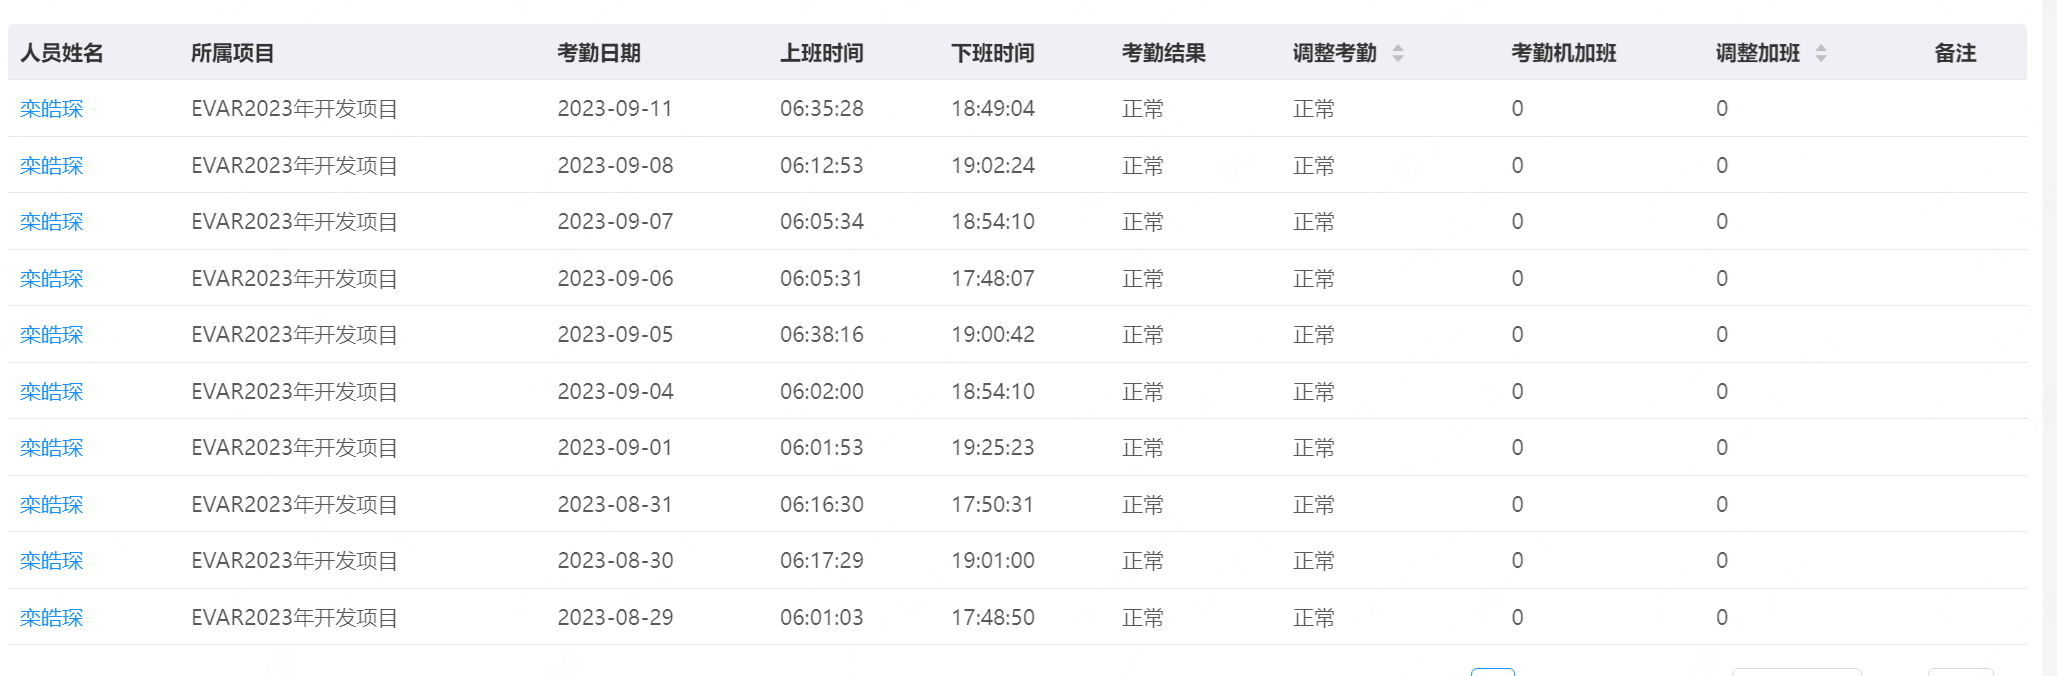 人员姓名 所属项目 考勤日期 上班时间 下班时间 考勤结果 调整考勤 考勤机加班 调整加班 备注
栾皓琛 EVAR2023年开发项目 2023-09-11 06:35:28 18:49:04 正常 正常 0 0
栾皓琛 EVAR2023年开发项目 2023-09-08 06:12:53 19:02:24 正常 正常 0 0
栾皓琛 EVAR2023年开发项目 2023-09-07 06:05:34 18:54:10 正常 正常 0 0
栾皓琛 EVAR2023年开发项目 2023-09-06 06:05:31 17:48:07 正常 正常 0 0
栾皓琛 EVAR2023年开发项目 2023-09-05 06:38:16 19:00:42 正常 正常 0 0
栾皓琛 EVAR2023年开发项目 2023-09-04 06:02:00 18:54:10 正常 正常 0 0
栾皓琛 EVAR2023年开发项目 2023-09-01 06:01:53 19:25:23 正常 正常 0 0
栾皓琛 EVAR2023年开发项目 2023-08-31 06:16:30 17:50:31 正常 正常 0 0
栾皓琛 EVAR2023年开发项目 2023-08-30 06:17:29 19:01:00 正常 正常 0 0
栾皓琛 EVAR2023年开发项目 2023-08-29 06:01:03 17:48:50 正常 正常 0 0